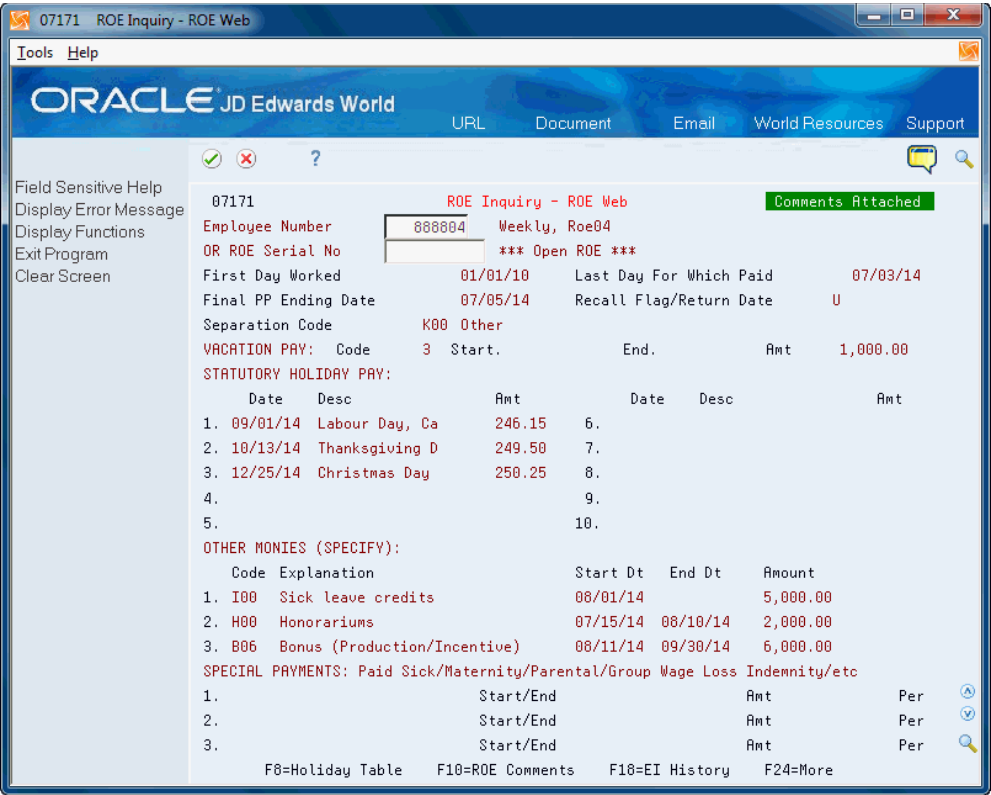 07171 ROE Inquiry - ROE Web
Tools Help
ORACLE JD Edwards World
URL Document Email World Resources Support
?
Field Sensitive Help
Display Error Message
Display Functions
Exit Program
Clear Screen
07171 ROE Inquiry - ROE Web Comments Attached
Employee Number 888804 Weekly, Roe04
OR ROE Serial No *** Open ROE ***
First Day Worked 01/01/10 Last Day For Which Paid 07/03/14
Final PP Ending Date 07/05/14 Recall Flag/Return Date U
Separation Code K00 Other
VACATION PAY: Code 3 Start. End. Amt 1,000.00
STATUTORY HOLIDAY PAY:
Date Desc Amt Date Desc Amt
1. 09/01/14 Labour Day, Ca 246.15 6.
2. 10/13/14 Thanksgiving D 249.50 7.
3. 12/25/14 Christmas Day 250.25 8.
4. 9.
5. 10.
OTHER MONIES (SPECIFY):
Code Explanation Start Dt End Dt Amount
1. I00 Sick leave credits 08/01/14 5,000.00
2. H00 Honorariums 07/15/14 08/10/14 2,000.00
3. B06 Bonus (Production/Incentive) 08/11/14 09/30/14 6,000.00
SPECIAL PAYMENTS: Paid Sick/Maternity/Parental/Group Wage Loss Indemnity/etc
1. Start/End Amt Per
2. Start/End Amt Per
3. Start/End Amt Per
F8=Holiday Table F10=ROE Comments F18=EI History F24=More